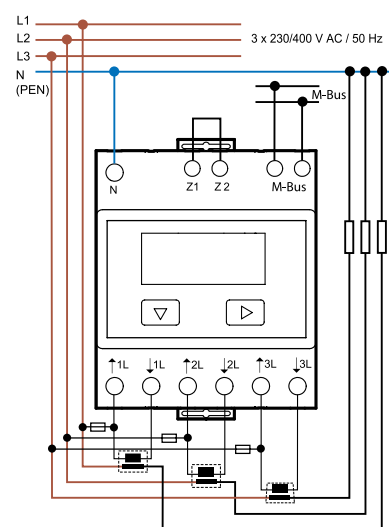 L1
L2
3 x 230/400 V AC / 50 Hz
L3
N
(PEN)
M-Bus
N
Z1
Z 2
M-Bus
↑1L
↓1L
↑2L
↓2L
↑3L
↓3L